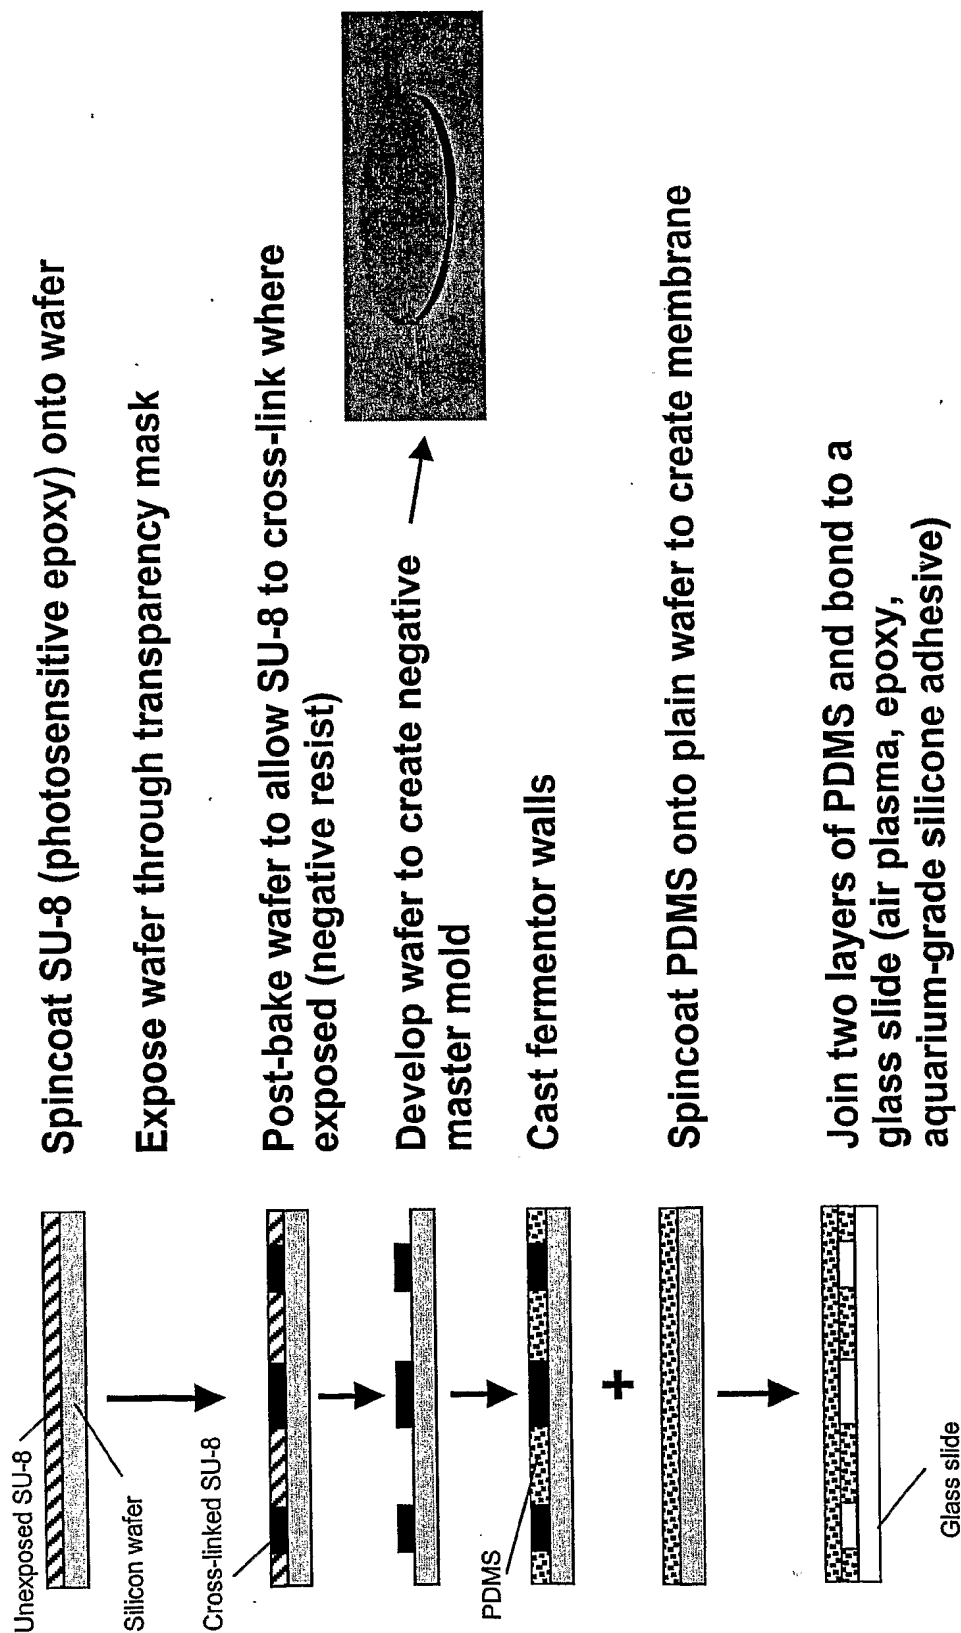 Unexposed SU-8
Silicon wafer
Spincoat SU-8 (photosensitive epoxy) onto wafer
Expose wafer through transparency mask
Cross-linked SU-8
Post-bake wafer to allow SU-8 to cross-link where
exposed (negative resist)
Develop wafer to create negative
master mold
PDMS
Cast fermentor walls
+
Spincoat PDMS onto plain wafer to create membrane
Join two layers of PDMS and bond to a
glass slide (air plasma, epoxy,
aquarium-grade silicone adhesive)
Glass slide